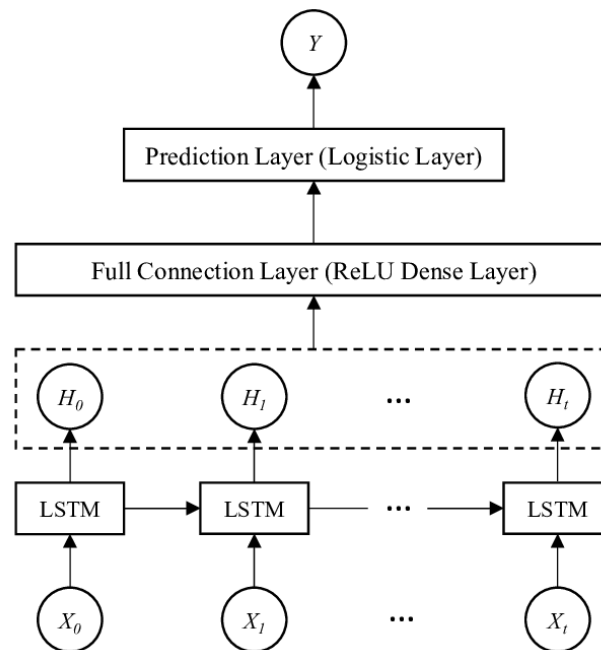 Y
Prediction Layer (Logistic Layer)
Full Connection Layer (ReLU Dense Layer)
H0 H1 ... Ht
LSTM LSTM ... LSTM
X0 X1 ... Xt